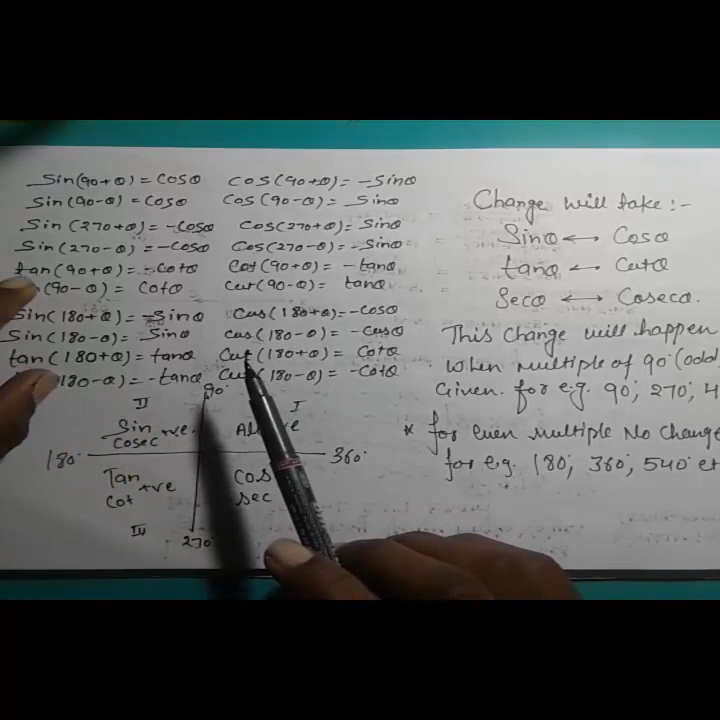 Sin(90+θ) = Cosθ
Sin(90-θ) = Cosθ
Sin(270+θ) = -Cosθ
Sin(270-θ) = -Cosθ
tan(90+θ) = -Cotθ
(90-θ) = Cotθ
Sin(180+θ) = -Sinθ
Sin(180-θ) = Sinθ
tan(180+θ) = tanθ
180-θ) = -tanθ
Cos(90+θ) = -Sinθ
Cos(90-θ) = Sinθ
Cos(270+θ) = Sinθ
Cos(270-θ) = -Sinθ
Cot(90+θ) = -tanθ
Cot(90-θ) = tanθ
Cos(180+θ) = -Cosθ
Cos(180-θ) = -Cosθ
Cot(180+θ) = Cotθ
Cot(180-θ) = -Cotθ
90°
II
I
Sin +ve
Cosec
All
180°
360°
Tan +ve
Cot
Cos
Sec
III
270°
Change will take :-
Sinθ ↔ Cosθ
tanθ ↔ Cotθ
Secθ ↔ Cosecθ.
This Change will happen
When multiple of 90° (odd)
Given. for e.g. 90°, 270°, 4
* for even Multiple No Change
for e.g. 180°, 360°, 540° et